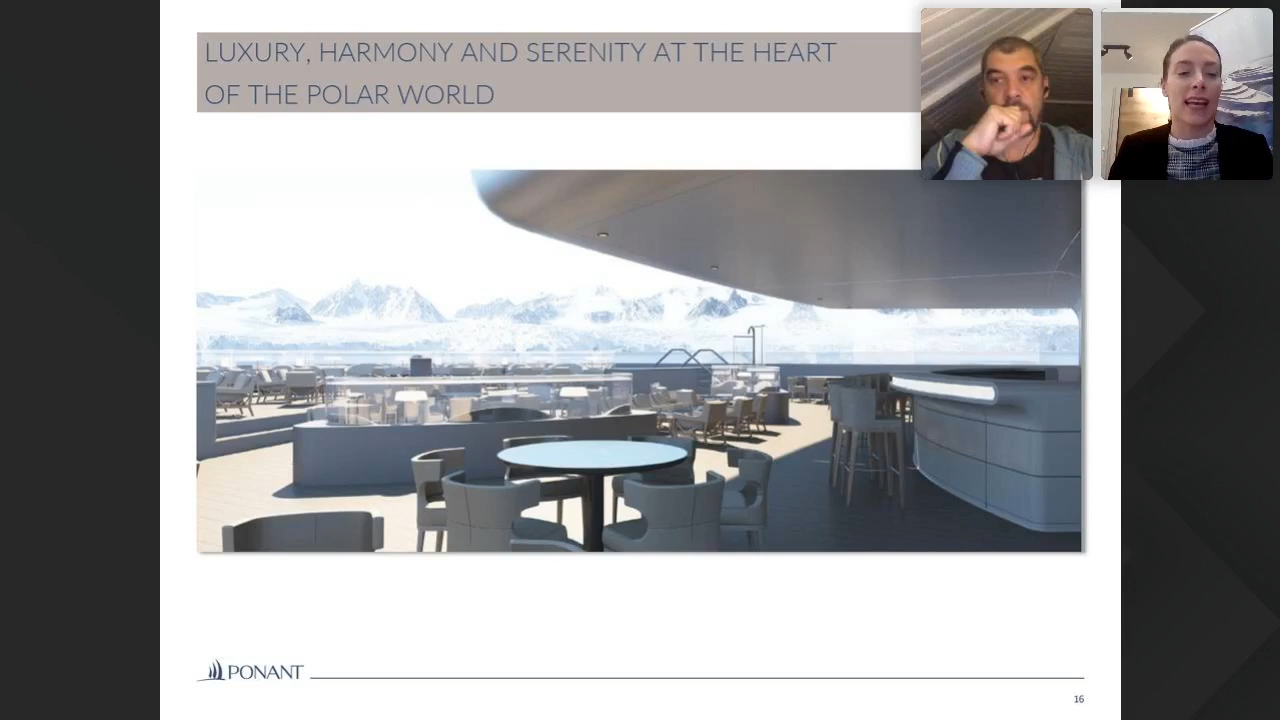 LUXURY, HARMONY AND SERENITY AT THE HEART
OF THE POLAR WORLD
PONANT
16